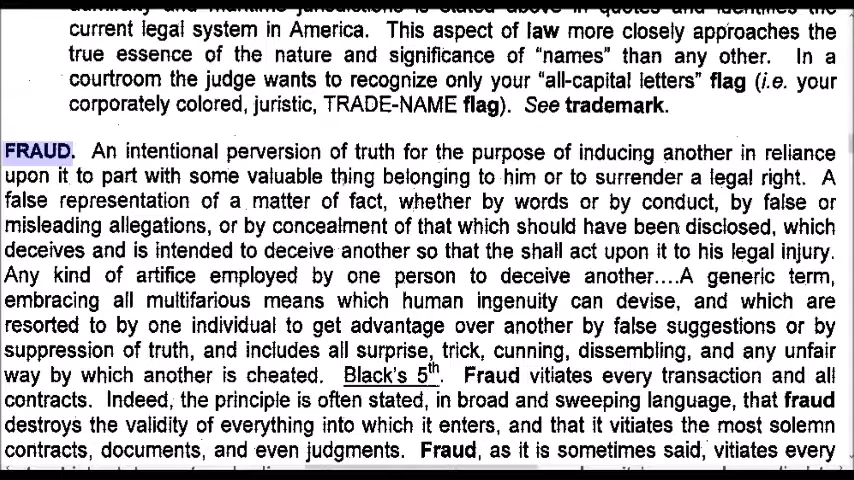 admiralty and maritime jurisdictions is stated above in quotes and identifies the
current legal system in America. This aspect of law more closely approaches the
true essence of the nature and significance of “names” than any other. In a
courtroom the judge wants to recognize only your “all-capital letters” flag (i.e. your
corporately colored, juristic, TRADE-NAME flag). See trademark.
FRAUD. An intentional perversion of truth for the purpose of inducing another in reliance
upon it to part with some valuable thing belonging to him or to surrender a legal right. A
false representation of a matter of fact, whether by words or by conduct, by false or
misleading allegations, or by concealment of that which should have been disclosed, which
deceives and is intended to deceive another so that the shall act upon it to his legal injury.
Any kind of artifice employed by one person to deceive another....A generic term,
embracing all multifarious means which human ingenuity can devise, and which are
resorted to by one individual to get advantage over another by false suggestions or by
suppression of truth, and includes all surprise, trick, cunning, dissembling, and any unfair
way by which another is cheated. Black's 5th. Fraud vitiates every transaction and all
contracts. Indeed, the principle is often stated, in broad and sweeping language, that fraud
destroys the validity of everything into which it enters, and that it vitiates the most solemn
contracts, documents, and even judgments. Fraud, as it is sometimes said, vitiates every